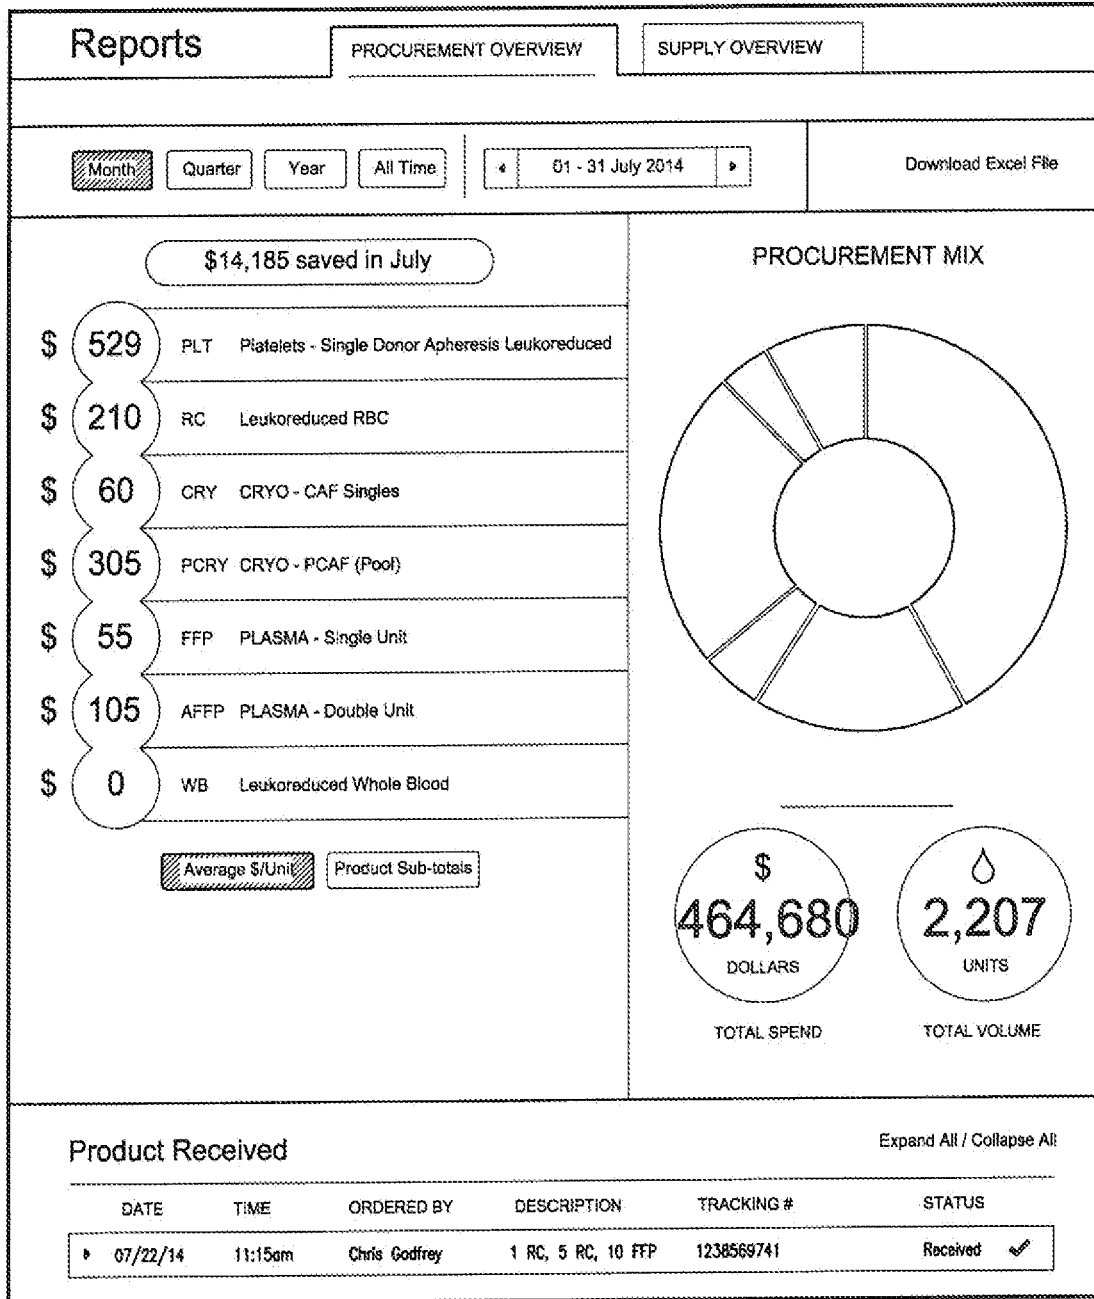 Reports
PROCUREMENT OVERVIEW
SUPPLY OVERVIEW
Month
Quarter
Year
All Time
01 - 31 July 2014
Download Excel File
$14,185 saved in July
$ 529 PLT Platelets - Single Donor Apheresis Leukoreduced
$ 210 RC Leukoreduced RBC
$ 60 CRY CRYO - CAF Singles
$ 305 PCRY CRYO - PCAF (Pool)
$ 55 FFP PLASMA - Single Unit
$ 105 AFFP PLASMA - Double Unit
$ 0 WB Leukoreduced Whole Blood
Average $/Unit
Product Sub-totals
PROCUREMENT MIX
$
464,680
DOLLARS
TOTAL SPEND
2,207
UNITS
TOTAL VOLUME
Product Received
Expand All / Collapse All
DATE TIME ORDERED BY DESCRIPTION TRACKING # STATUS
07/22/14 11:15am Chris Godfrey 1 RC, 5 RC, 10 FFP 1238569741 Received